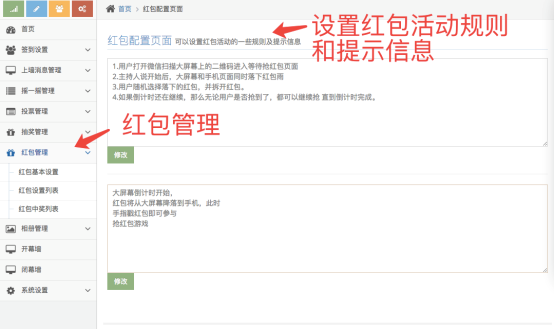 首页 > 红包配置页面
首页
签到设置
上墙消息管理
摇一摇管理
投票管理
抽奖管理
红包管理
红包基本设置
红包设置列表
红包中奖列表
相册管理
开幕墙
闭幕墙
系统设置
红包配置页面 可以设置红包活动的一些规则及提示信息
设置红包活动规则
和提示信息
1.用户打开微信扫描大屏幕上的二维码进入等待抢红包页面
2.主持人说开始后，大屏幕和手机页面同时落下红包雨
3.用户随机选择落下的红包，并拆开红包。
4.如果倒计时还在继续，那么无论用户是否抢到了，都可以继续抢 直到倒计时完成。
红包管理
修改
大屏幕倒计时开始，
红包将从大屏幕降落到手机，此时
手指戳红包即可参与
抢红包游戏
修改